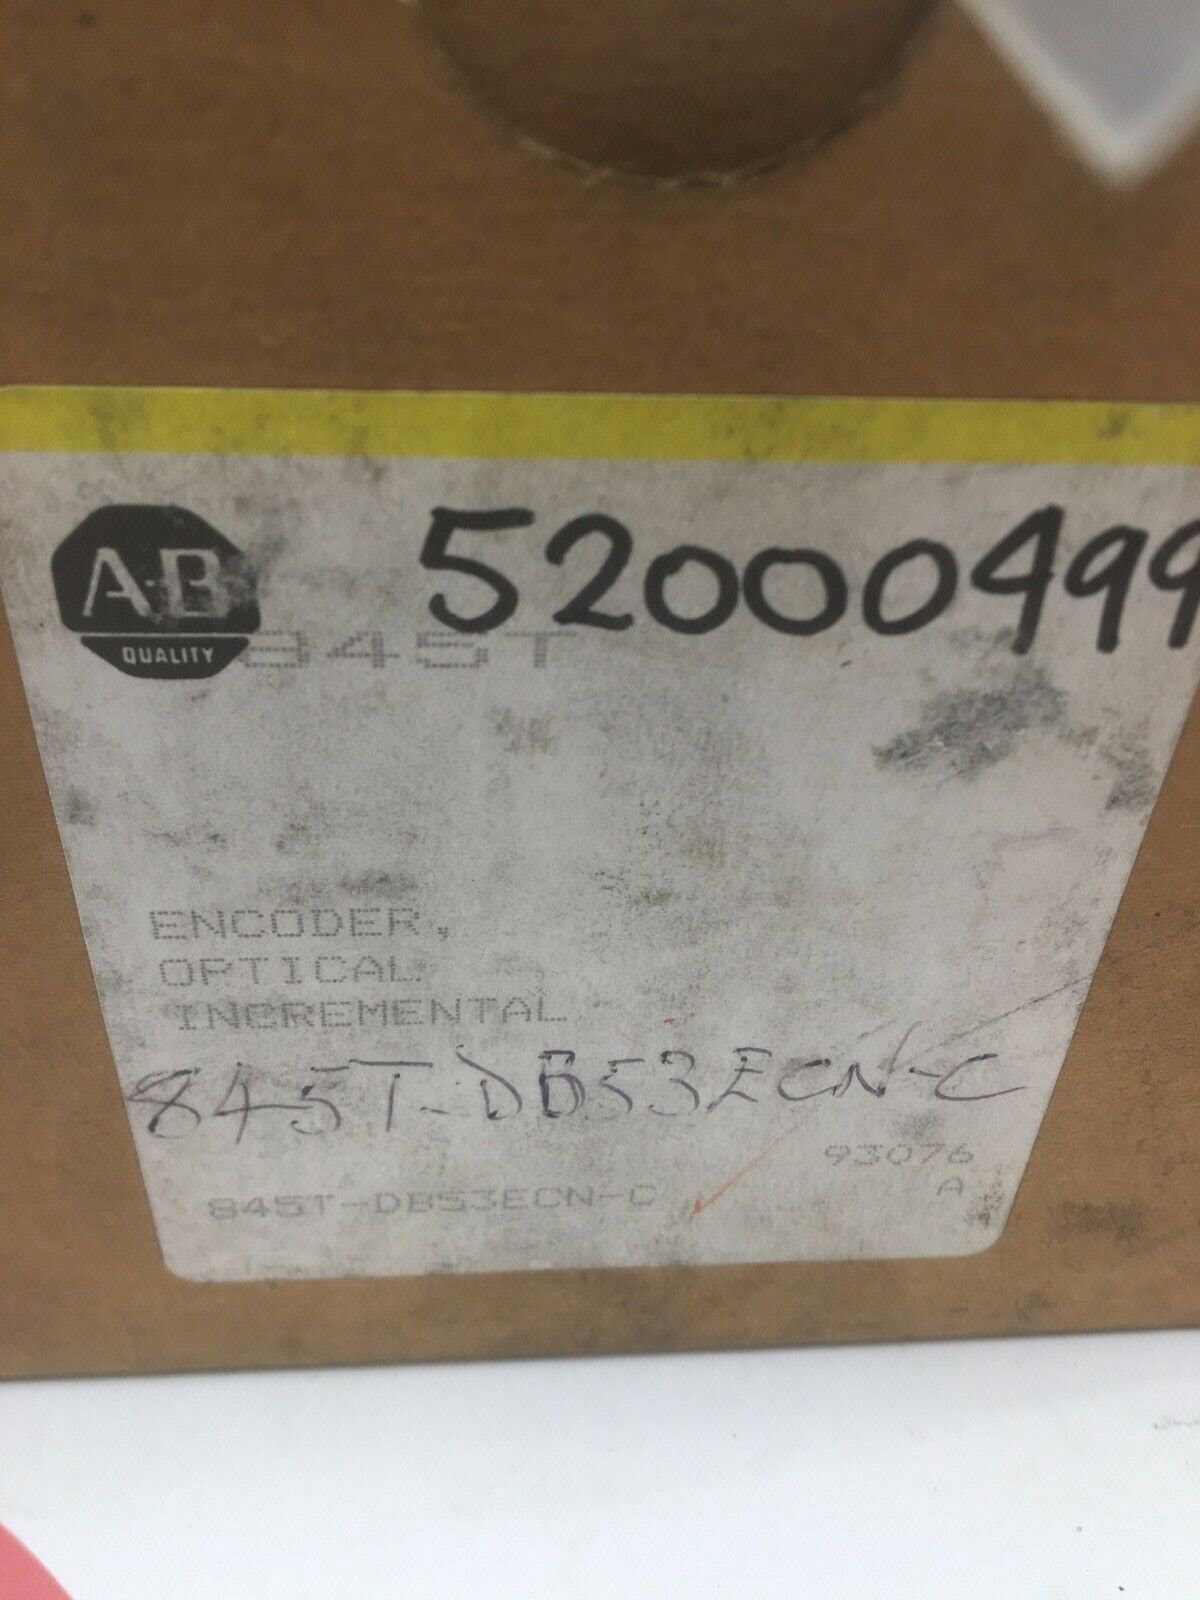 A-B
QUALITY
52000499
845T
ENCODER,
OPTICAL
INCREMENTAL
845T-DB53ECN-C
93076
845T-DB53ECN-C
A